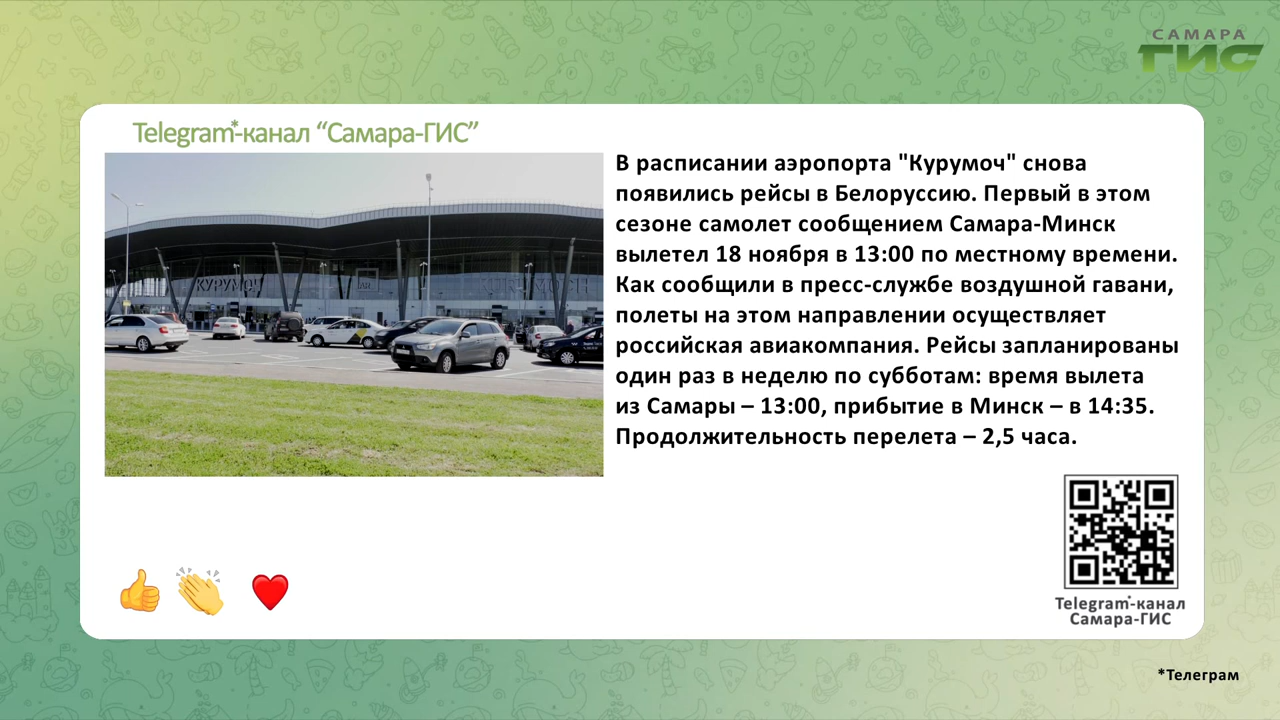 САМАРА
ГИС
Telegram*-канал “Самара-ГИС”
КУРУМОЧ
В расписании аэропорта "Курумоч" снова
появились рейсы в Белоруссию. Первый в этом
сезоне самолет сообщением Самара-Минск
вылетел 18 ноября в 13:00 по местному времени.
Как сообщили в пресс-службе воздушной гавани,
полеты на этом направлении осуществляет
российская авиакомпания. Рейсы запланированы
один раз в неделю по субботам: время вылета
из Самары – 13:00, прибытие в Минск – в 14:35.
Продолжительность перелета – 2,5 часа.
Telegram*-канал
Самара-ГИС
*Телеграм